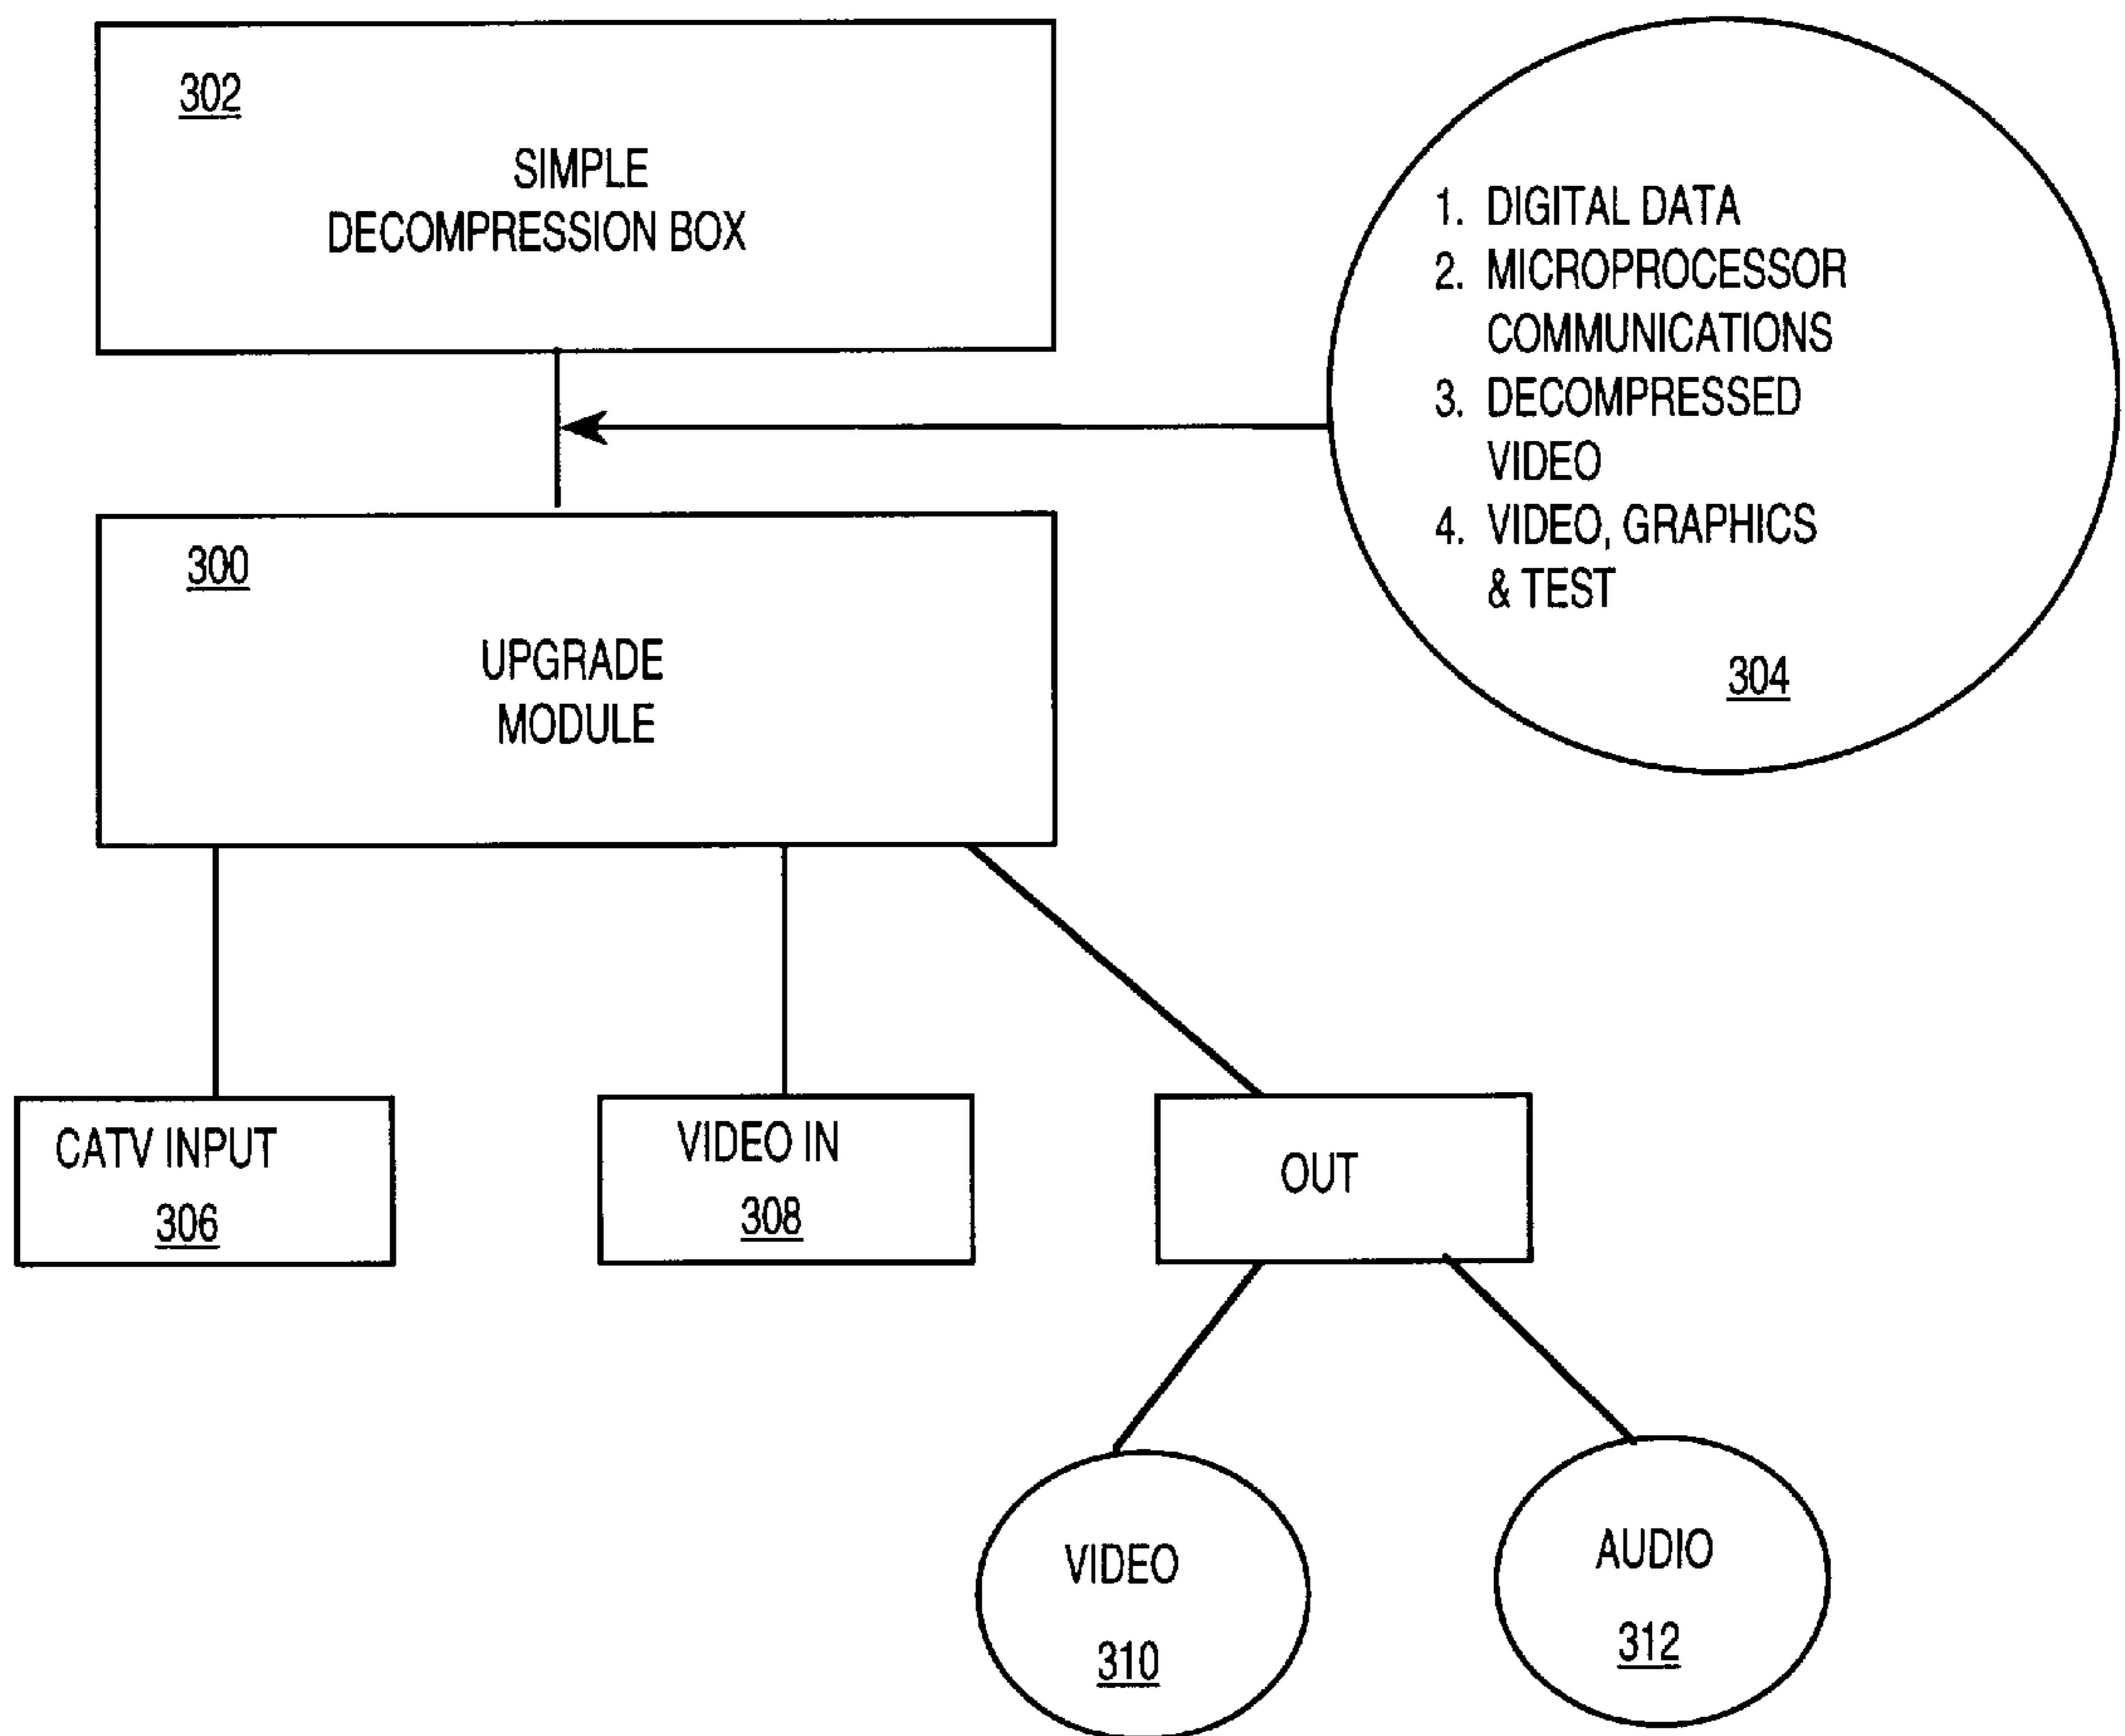 302
SIMPLE
DECOMPRESSION BOX
1. DIGITAL DATA
2. MICROPROCESSOR
COMMUNICATIONS
3. DECOMPRESSED
VIDEO
4. VIDEO, GRAPHICS
& TEST
304
300
UPGRADE
MODULE
CATV INPUT
306
VIDEO IN
308
OUT
VIDEO
310
AUDIO
312